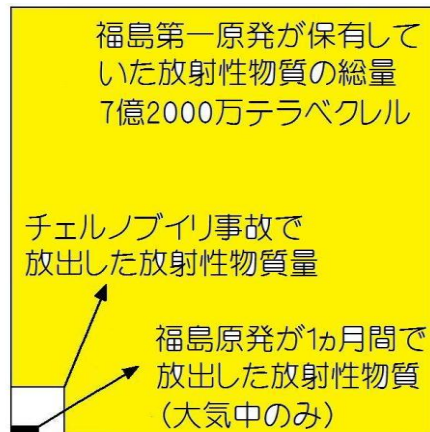 福島第一原発が保有して
いた放射性物質の総量
7億2000万テラベクレル
チェルノブイリ事故で
放出した放射性物質量
福島原発が1ヵ月間で
放出した放射性物質
(大気中のみ)